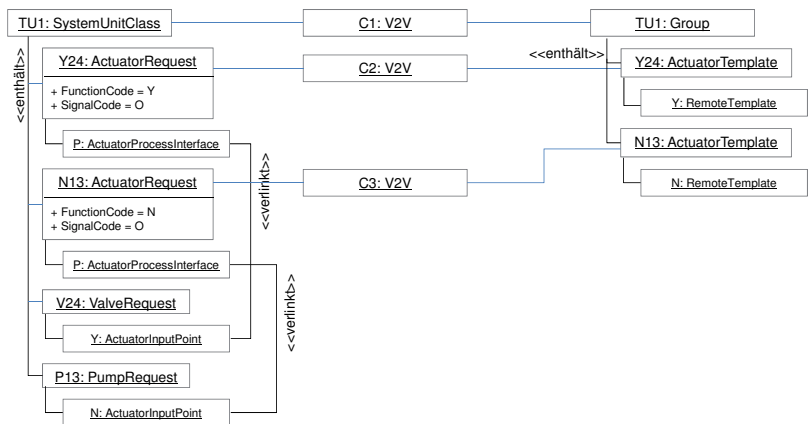 TU1: SystemUnitClass
C1: V2V
TU1: Group
<<enthält>>
Y24: ActuatorRequest
+ FunctionCode = Y
+ SignalCode = O
P: ActuatorProcessInterface
C2: V2V
<<enthält>>
Y24: ActuatorTemplate
Y: RemoteTemplate
N13: ActuatorRequest
+ FunctionCode = N
+ SignalCode = O
P: ActuatorProcessInterface
<<verlinkt>>
C3: V2V
N13: ActuatorTemplate
N: RemoteTemplate
V24: ValveRequest
Y: ActuatorInputPoint
<<verlinkt>>
P13: PumpRequest
N: ActuatorInputPoint